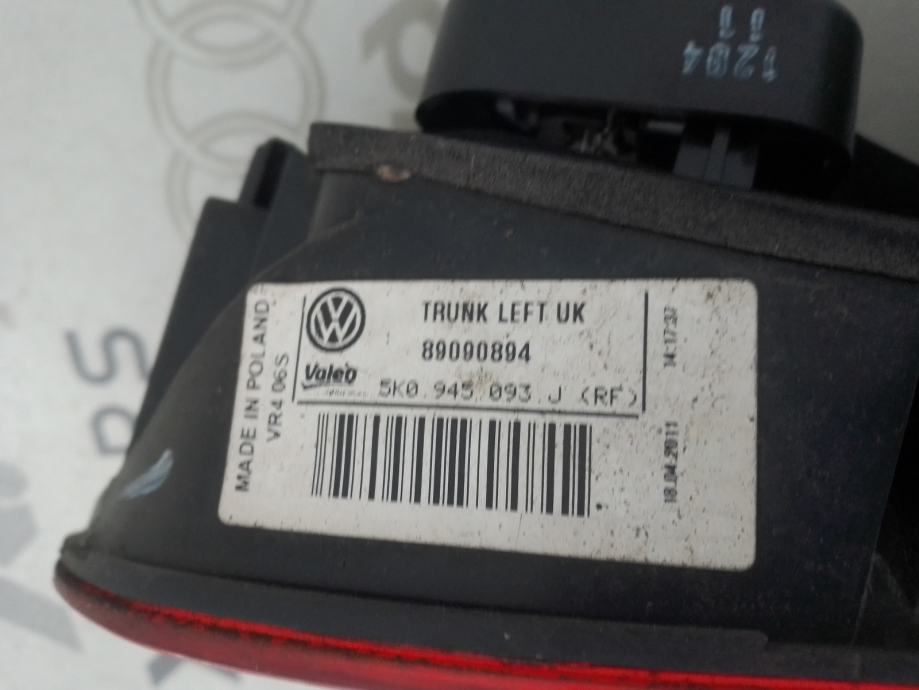 TRUNK LEFT UK
89090894
Valeo
5K0 945 093 J (RF)
MADE IN POLAND
VR4 06S
14:17:37
18.04.2011